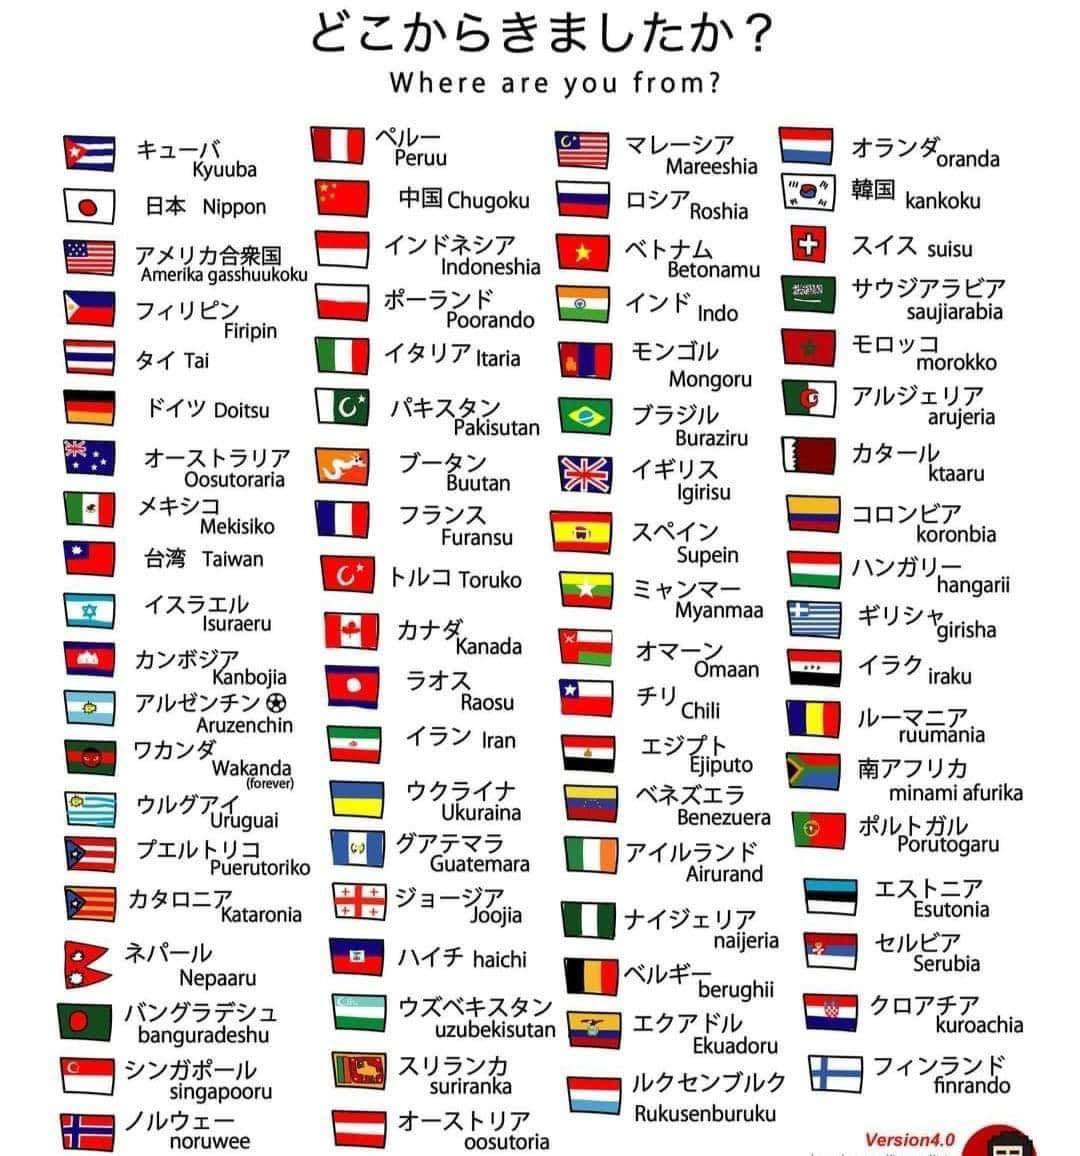 どこからきましたか？
Where are you from?
キューバ
Kyuuba
日本 Nippon
アメリカ合衆国
Amerika gasshuukoku
フィリピン
Firipin
タイ Tai
ドイツ Doitsu
オーストラリア
Oosutoraria
メキシコ
Mekisiko
台湾 Taiwan
イスラエル
Isuraeru
カンボジア
Kanbojia
アルゼンチン
Aruzenchin
ワカンダ
Wakanda
(forever)
ウルグアイ
Uruguai
プエルトリコ
Puerutoriko
カタロニア
Kataronia
ネパール
Nepaaru
バングラデシュ
banguradeshu
シンガポール
singapooru
ノルウェー
noruwee
ペルー
Peruu
中国 Chugoku
インドネシア
Indoneshia
ポーランド
Poorando
イタリア Itaria
パキスタン
Pakisutan
ブータン
Buutan
フランス
Furansu
トルコ Toruko
カナダ
Kanada
ラオス
Raosu
イラン Iran
ウクライナ
Ukuraina
グアテマラ
Guatemara
ジョージア
Joojia
ハイチ haichi
ウズベキスタン
uzubekisutan
スリランカ
suriranka
オーストリア
oosutoria
マレーシア
Mareeshia
ロシア Roshia
ベトナム
Betonamu
インド Indo
モンゴル
Mongoru
ブラジル
Buraziru
イギリス
Igirisu
スペイン
Supein
ミャンマー
Myanmaa
オマーン
Omaan
チリ Chili
エジプト
Ejiputo
ベネズエラ
Benezuera
アイルランド
Airurand
ナイジェリア
naijeria
ベルギー
berughii
エクアドル
Ekuadoru
ルクセンブルク
Rukusenburuku
オランダ oranda
韓国 kankoku
スイス suisu
サウジアラビア
saujiarabia
モロッコ
morokko
アルジェリア
arujeria
カタール
ktaaru
コロンビア
koronbia
ハンガリー
hangarii
ギリシャ
girisha
イラク iraku
ルーマニア
ruumania
南アフリカ
minami afurika
ポルトガル
Porutogaru
エストニア
Esutonia
セルビア
Serubia
クロアチア
kuroachia
フィンランド
finrando
Version4.0